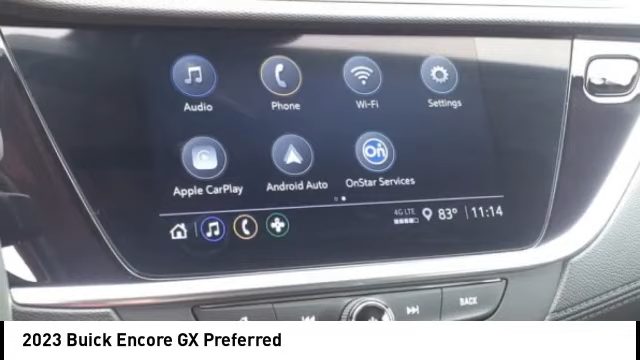 Audio
Phone
Wi-Fi
Settings
Apple CarPlay
Android Auto
OnStar Services
4G LTE
83°
11:14
BACK
2023 Buick Encore GX Preferred